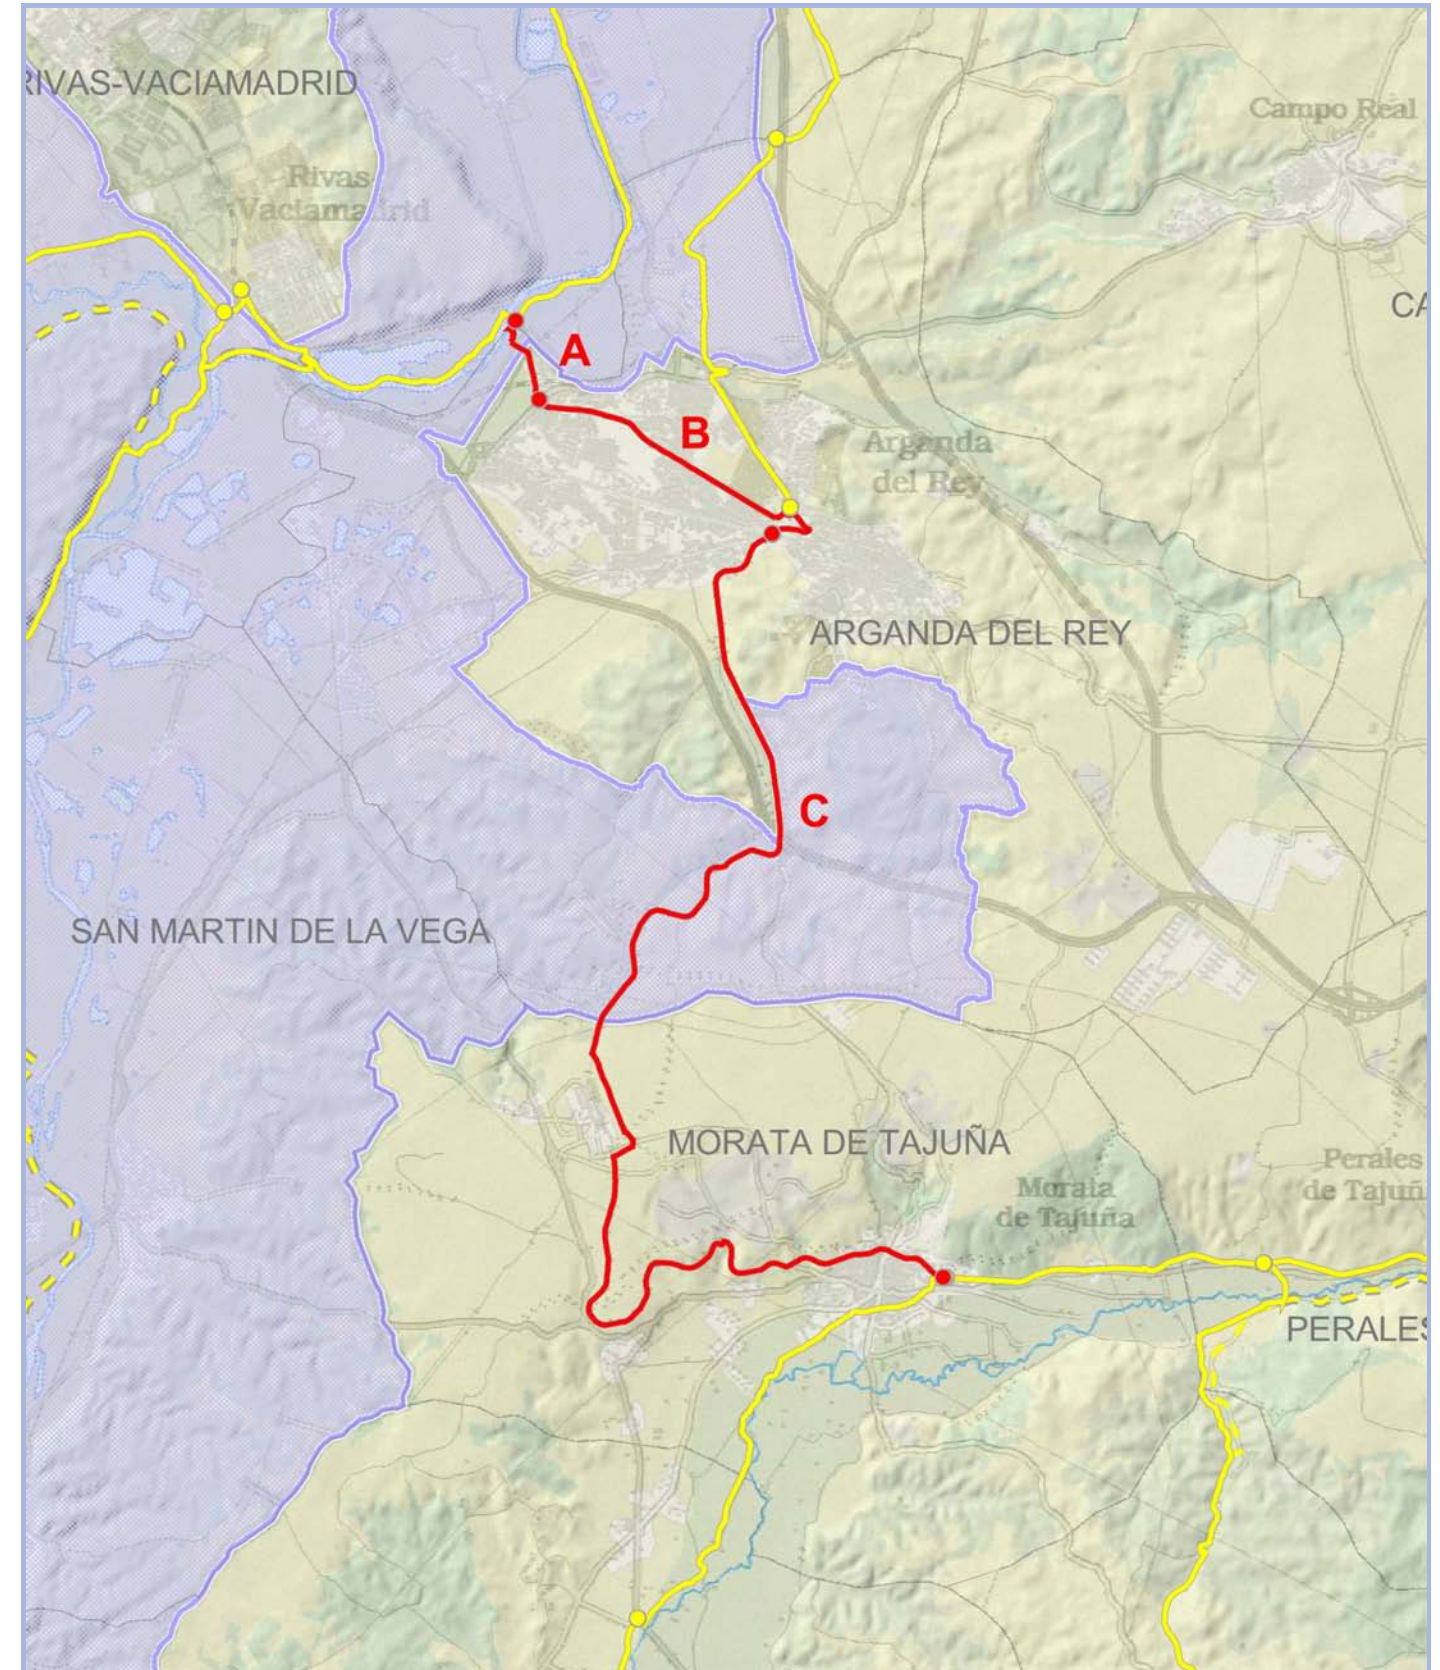 RIVAS-VACIAMADRID
Campo Real
Rivas
Vaciamadrid
CA
A
B
Arganda
del Rey
ARGANDA DEL REY
C
SAN MARTIN DE LA VEGA
MORATA DE TAJUÑA
Perales
de Tajuñ
Morata
de Tajuña
PERALES